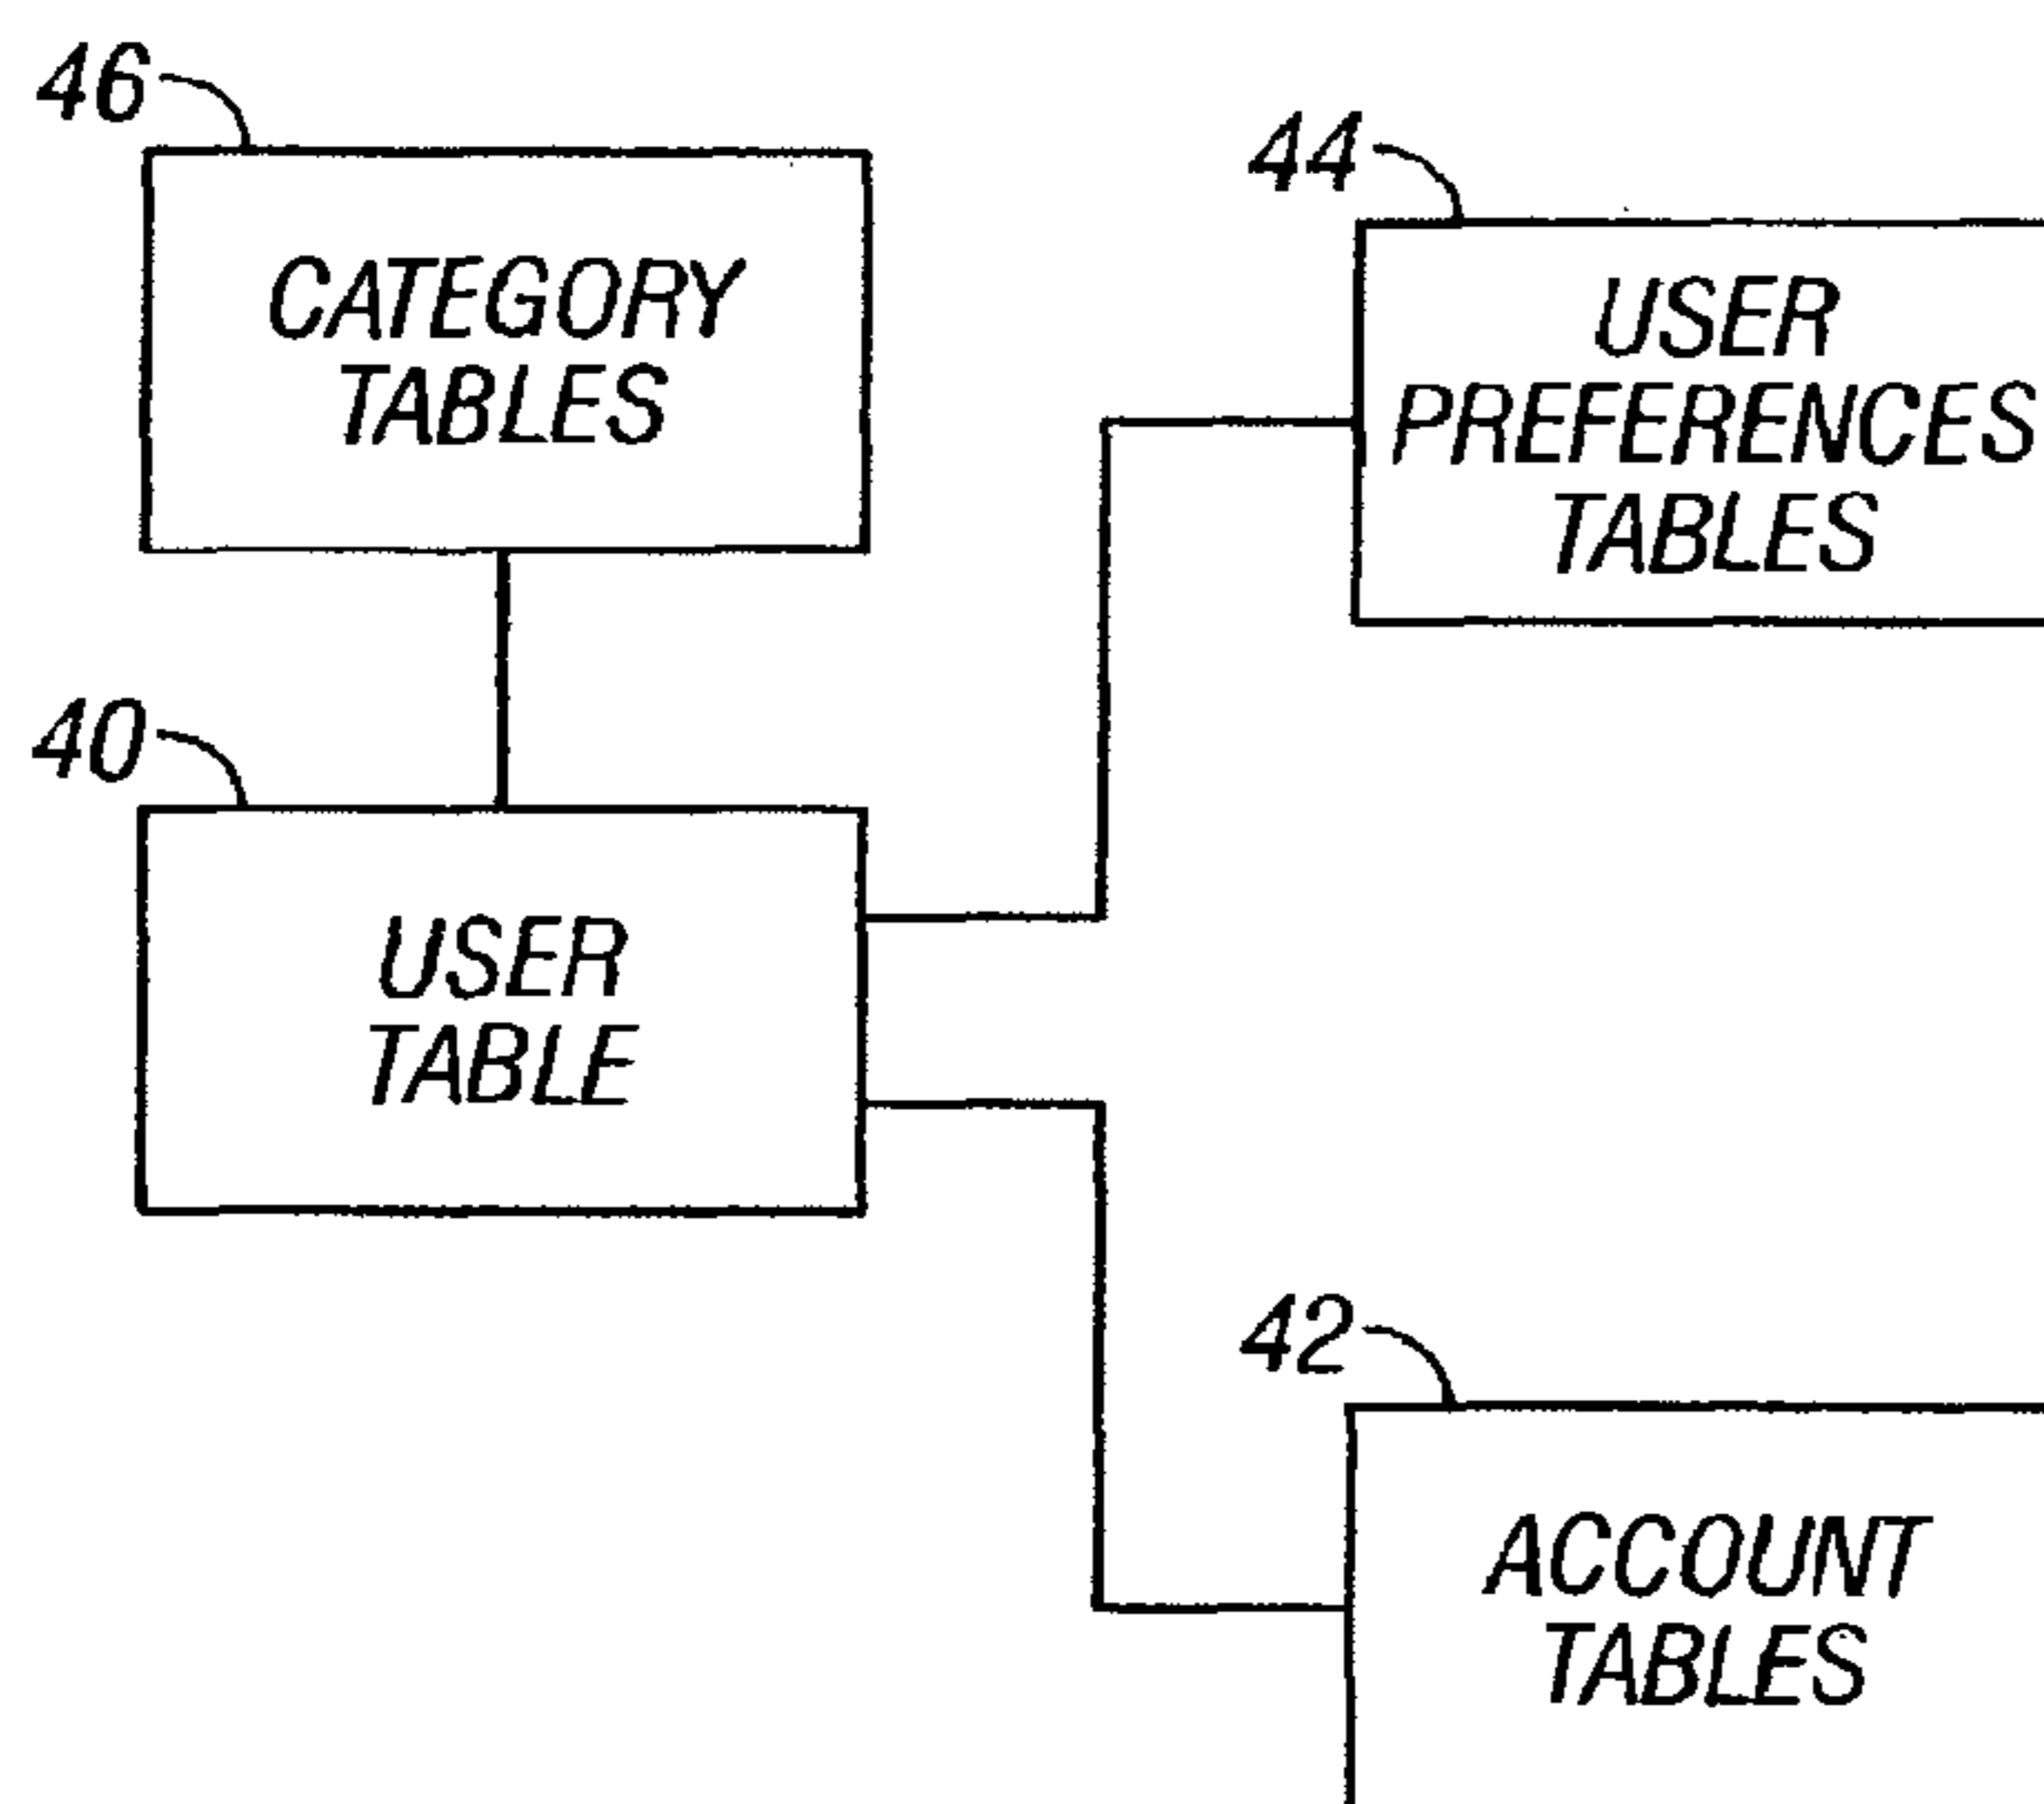 46
CATEGORY
TABLES
44
USER
PREFERENCES
TABLES
40
USER
TABLE
42
ACCOUNT
TABLES